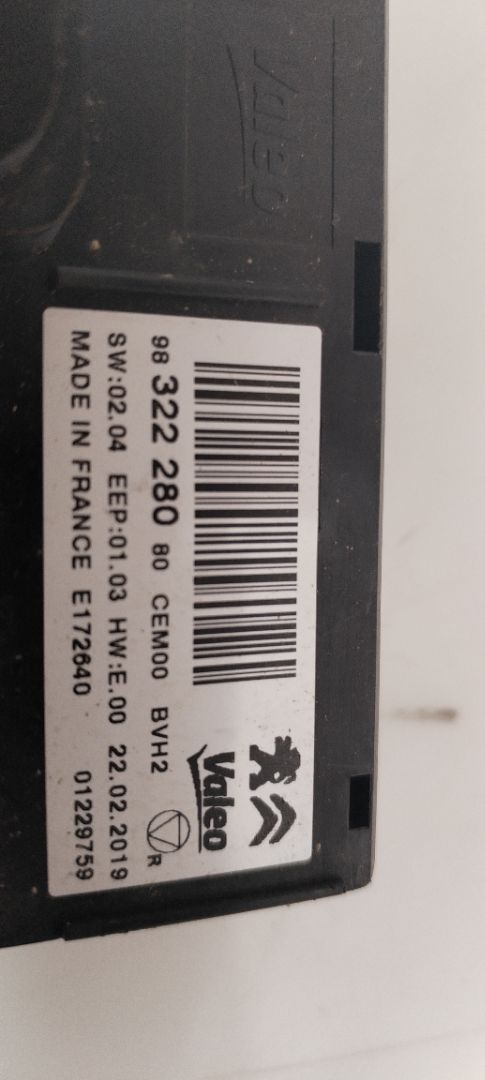 Valeo
98 322 280 80 CEM00 BVH2 R
SW:02.04 EEP:01.03 HW:E.00 22.02.2019
MADE IN FRANCE E172640 01229759
Valeo